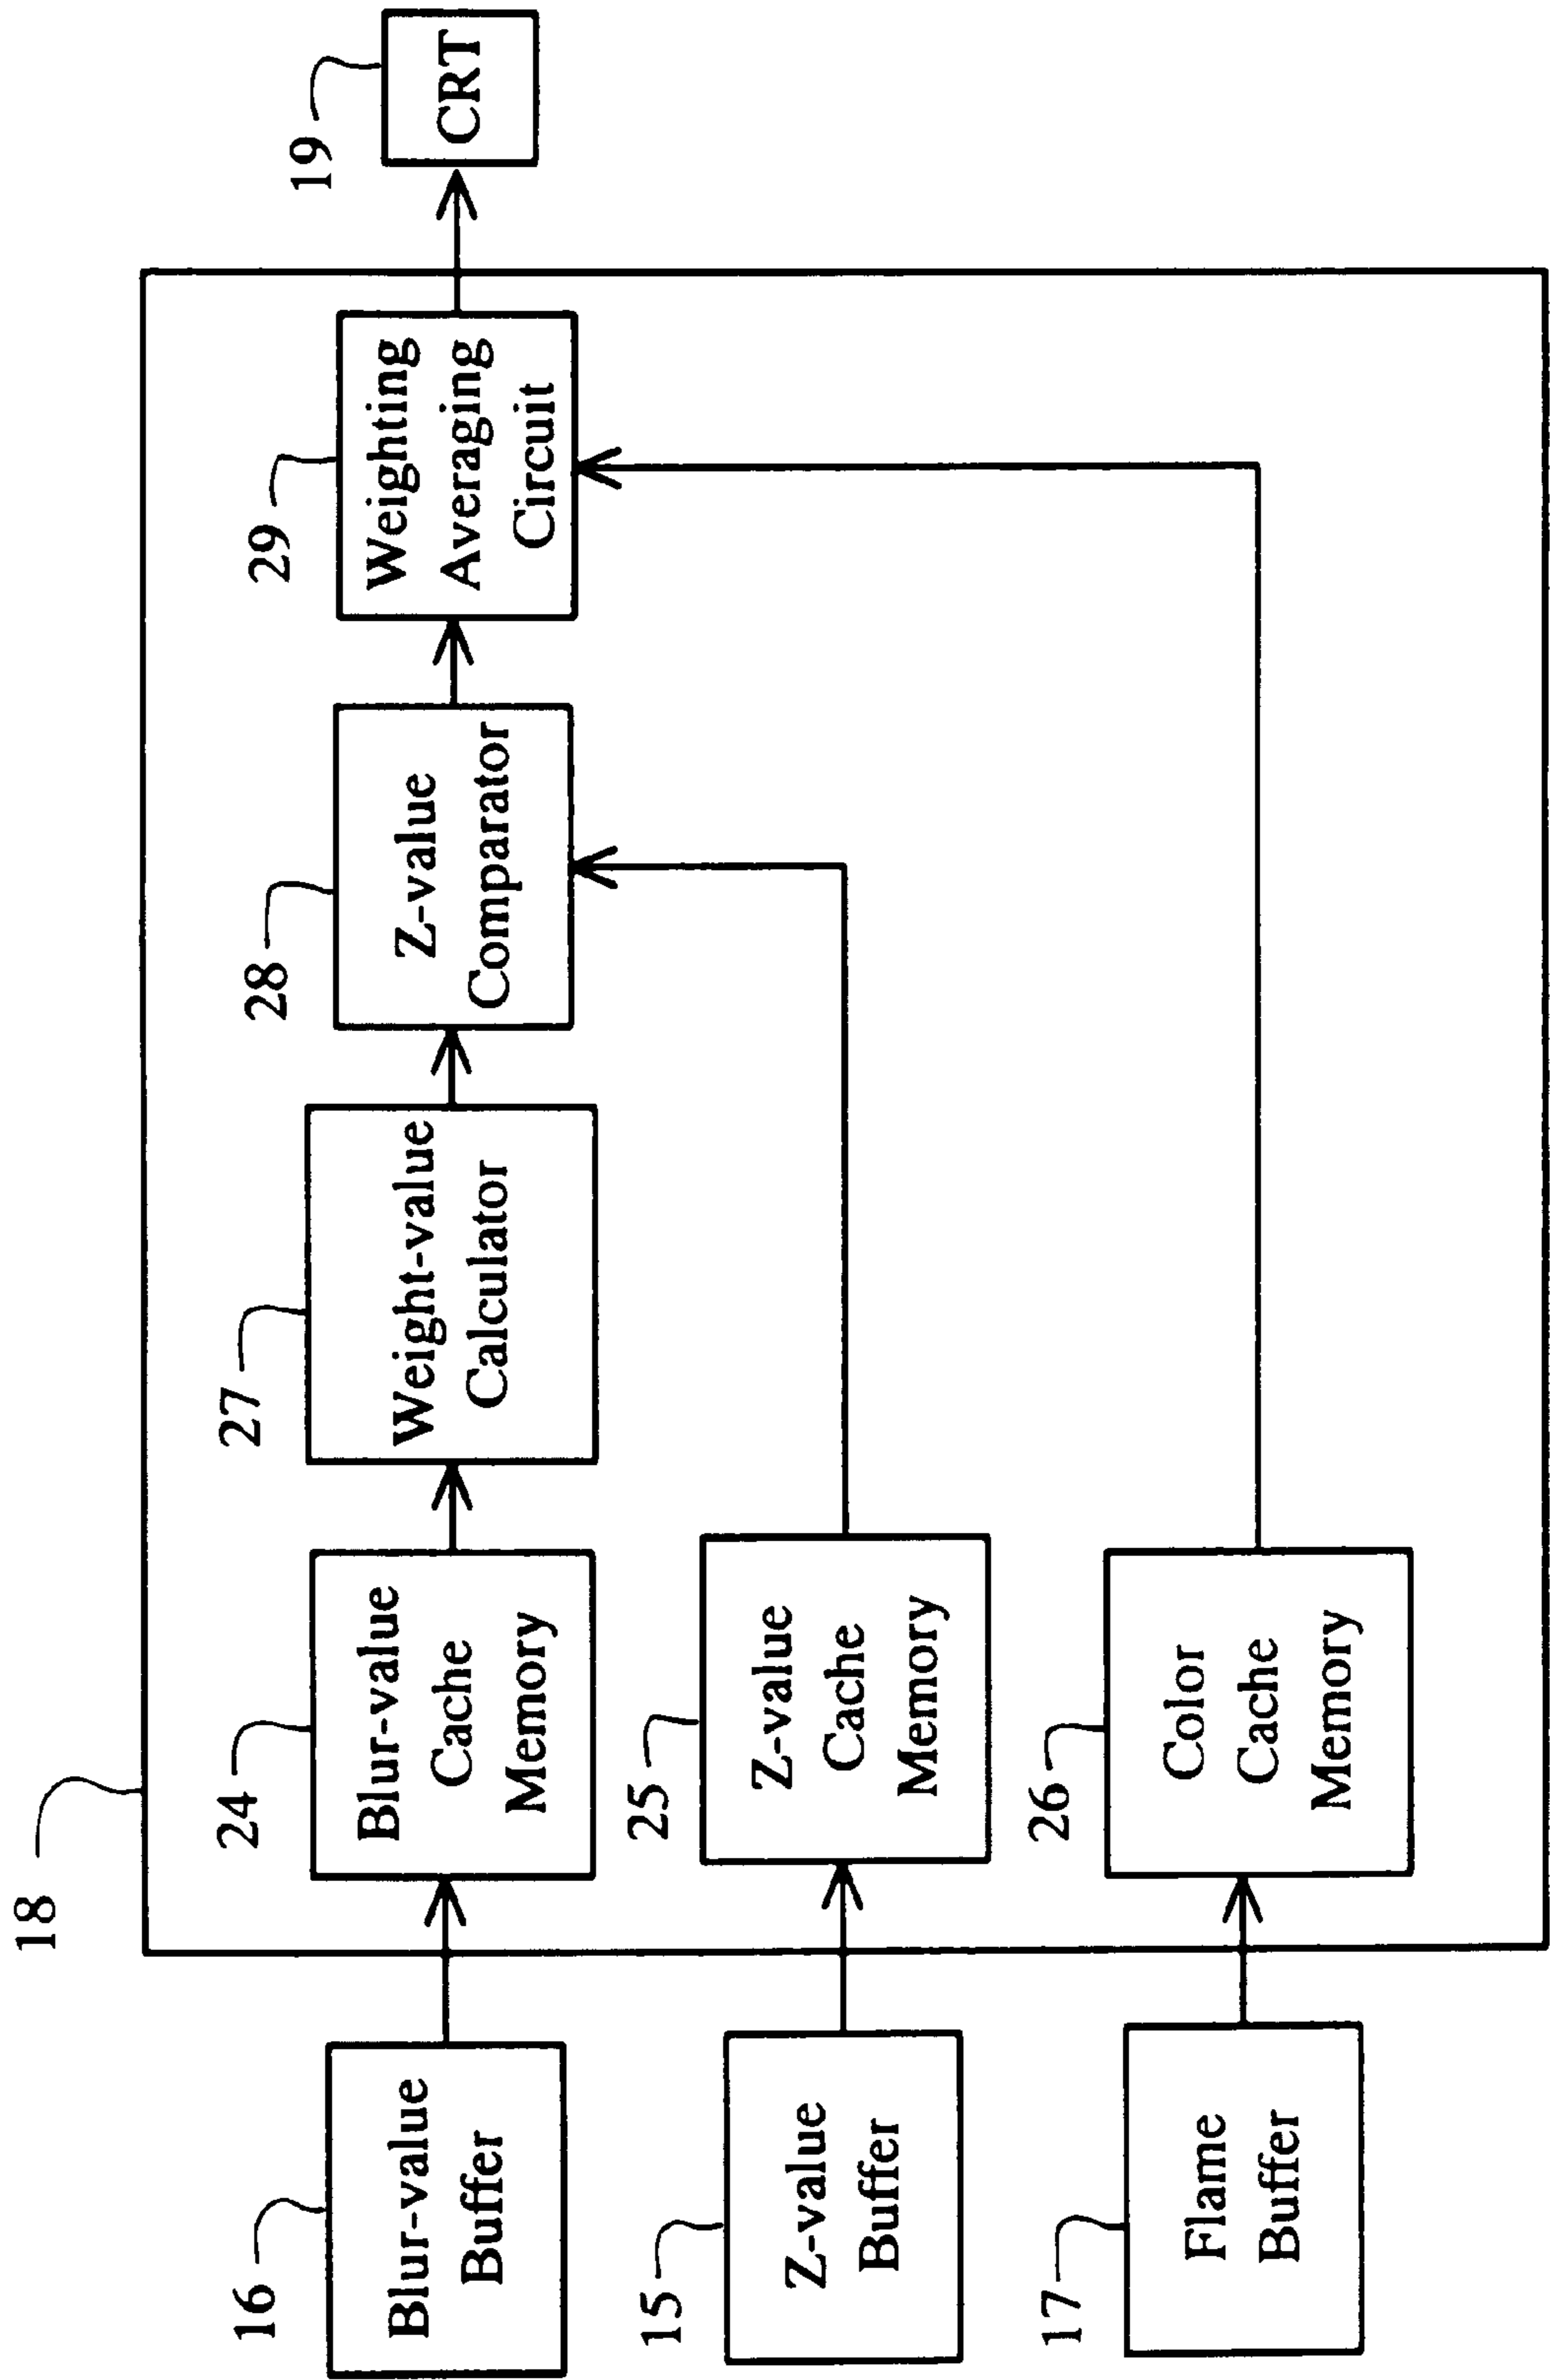 18
16
Blur-value
Buffer
24
Blur-value
Cache
Memory
27
Weight-value
Calculator
28
Z-value
Comparator
29
Weighting
Averaging
Circuit
19
CRT
15
Z-value
Buffer
25
Z-value
Cache
Memory
17
Flame
Buffer
26
Color
Cache
Memory